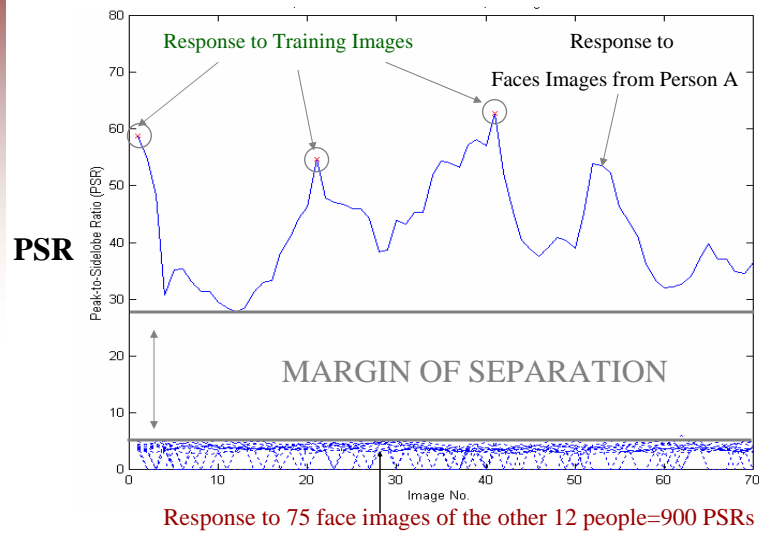 80
Response to Training Images
Response to
Faces Images from Person A
70
60
50
40
30
20
10
0
PSR
Peak-to-Sidelobe Ratio (PSR)
MARGIN OF SEPARATION
0 10 20 30 40 50 60 70
Image No.
Response to 75 face images of the other 12 people=900 PSRs